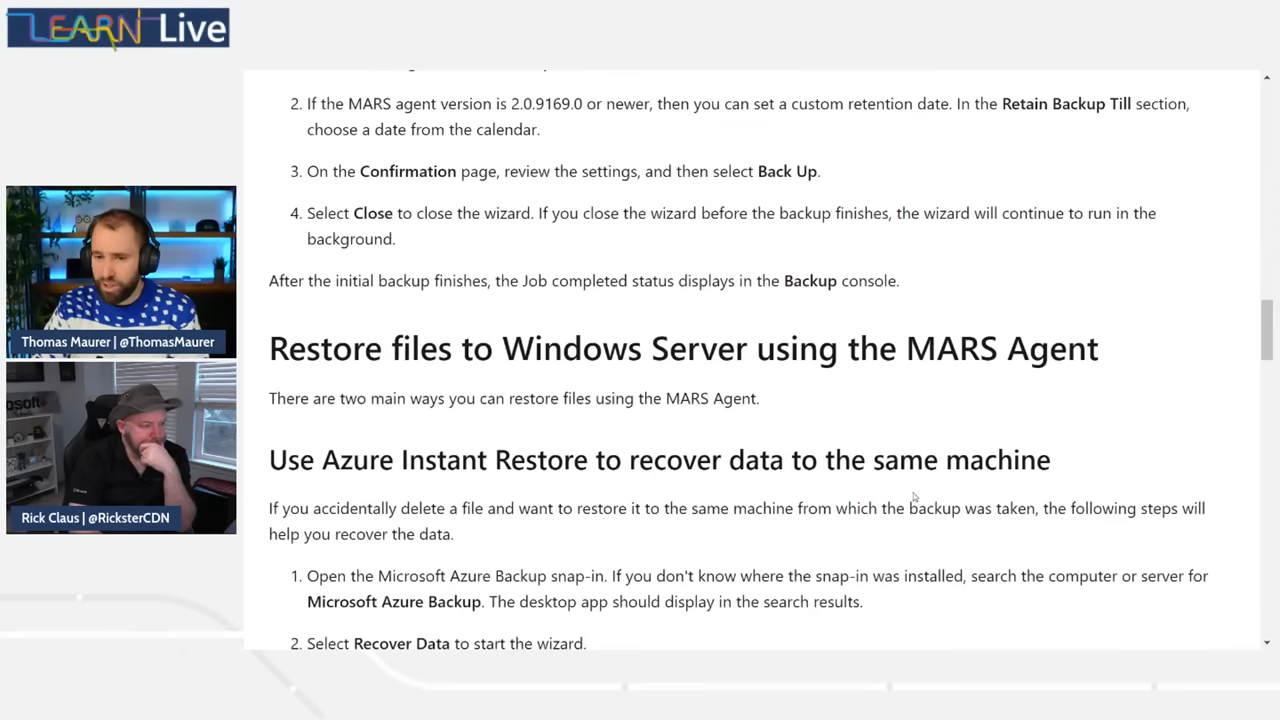 LEARN Live
2. If the MARS agent version is 2.0.9169.0 or newer, then you can set a custom retention date. In the Retain Backup Till section,
choose a date from the calendar.
3. On the Confirmation page, review the settings, and then select Back Up.
4. Select Close to close the wizard. If you close the wizard before the backup finishes, the wizard will continue to run in the
background.
After the initial backup finishes, the Job completed status displays in the Backup console.
Restore files to Windows Server using the MARS Agent
There are two main ways you can restore files using the MARS Agent.
Use Azure Instant Restore to recover data to the same machine
If you accidentally delete a file and want to restore it to the same machine from which the backup was taken, the following steps will
help you recover the data.
1. Open the Microsoft Azure Backup snap-in. If you don't know where the snap-in was installed, search the computer or server for
Microsoft Azure Backup. The desktop app should display in the search results.
2. Select Recover Data to start the wizard.
Thomas Maurer | @ThomasMaurer
osoft
Rick Claus | @RicksterCDN